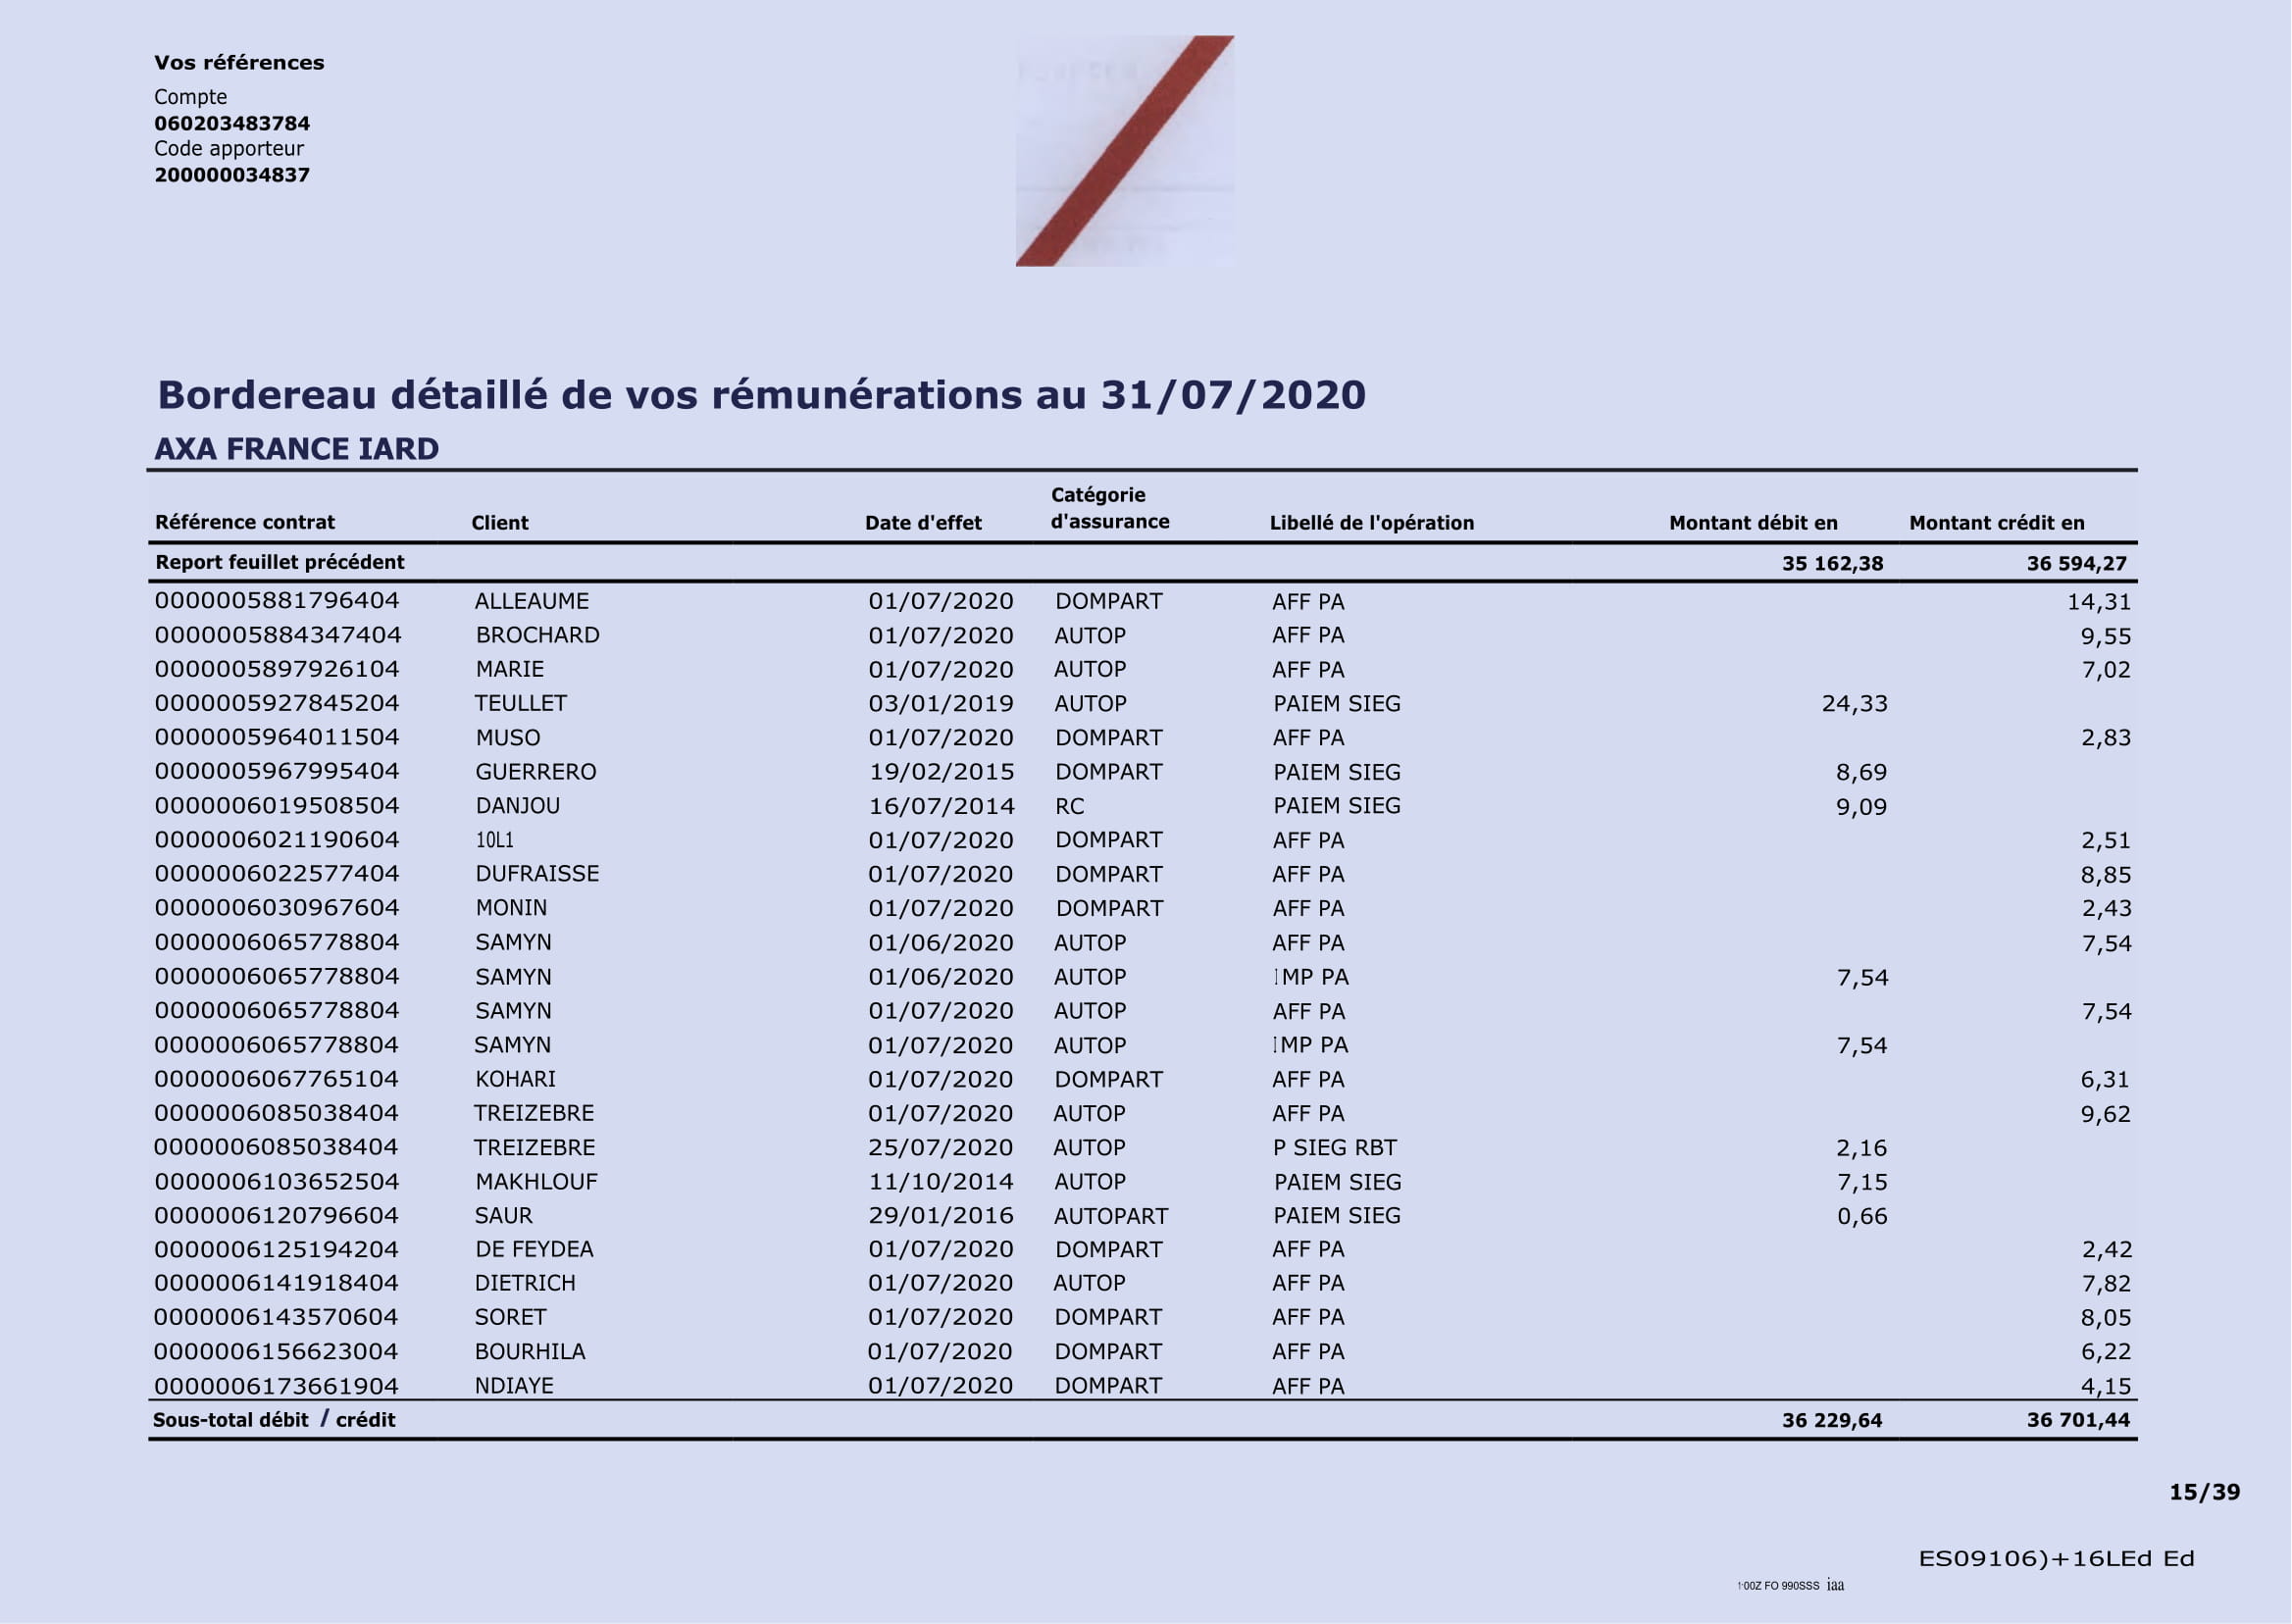 Vos références
Compte
060203483784
Code apporteur
200000034837
Bordereau détaillé de vos rémunérations au 31/07/2020
AXA FRANCE IARD
Référence contrat Client Date d'effet Catégorie d'assurance Libellé de l'opération Montant débit en Montant crédit en
Report feuillet précédent 35 162,38 36 594,27
0000005881796404 ALLEAUME 01/07/2020 DOMPART AFF PA 14,31
0000005884347404 BROCHARD 01/07/2020 AUTOP AFF PA 9,55
0000005897926104 MARIE 01/07/2020 AUTOP AFF PA 7,02
0000005927845204 TEULLET 03/01/2019 AUTOP PAIEM SIEG 24,33
0000005964011504 MUSO 01/07/2020 DOMPART AFF PA 2,83
0000005967995404 GUERRERO 19/02/2015 DOMPART PAIEM SIEG 8,69
0000006019508504 DANJOU 16/07/2014 RC PAIEM SIEG 9,09
0000006021190604 10L1 01/07/2020 DOMPART AFF PA 2,51
0000006022577404 DUFRAISSE 01/07/2020 DOMPART AFF PA 8,85
0000006030967604 MONIN 01/07/2020 DOMPART AFF PA 2,43
0000006065778804 SAMYN 01/06/2020 AUTOP AFF PA 7,54
0000006065778804 SAMYN 01/06/2020 AUTOP IMP PA 7,54
0000006065778804 SAMYN 01/07/2020 AUTOP AFF PA 7,54
0000006065778804 SAMYN 01/07/2020 AUTOP IMP PA 7,54
0000006067765104 KOHARI 01/07/2020 DOMPART AFF PA 6,31
0000006085038404 TREIZEBRE 01/07/2020 AUTOP AFF PA 9,62
0000006085038404 TREIZEBRE 25/07/2020 AUTOP P SIEG RBT 2,16
0000006103652504 MAKHLOUF 11/10/2014 AUTOP PAIEM SIEG 7,15
0000006120796604 SAUR 29/01/2016 AUTOPART PAIEM SIEG 0,66
0000006125194204 DE FEYDEA 01/07/2020 DOMPART AFF PA 2,42
0000006141918404 DIETRICH 01/07/2020 AUTOP AFF PA 7,82
0000006143570604 SORET 01/07/2020 DOMPART AFF PA 8,05
0000006156623004 BOURHILA 01/07/2020 DOMPART AFF PA 6,22
0000006173661904 NDIAYE 01/07/2020 DOMPART AFF PA 4,15
Sous-total débit / crédit 36 229,64 36 701,44
15/39
ES09106)+16LEd Ed
FO 990SSS iaa